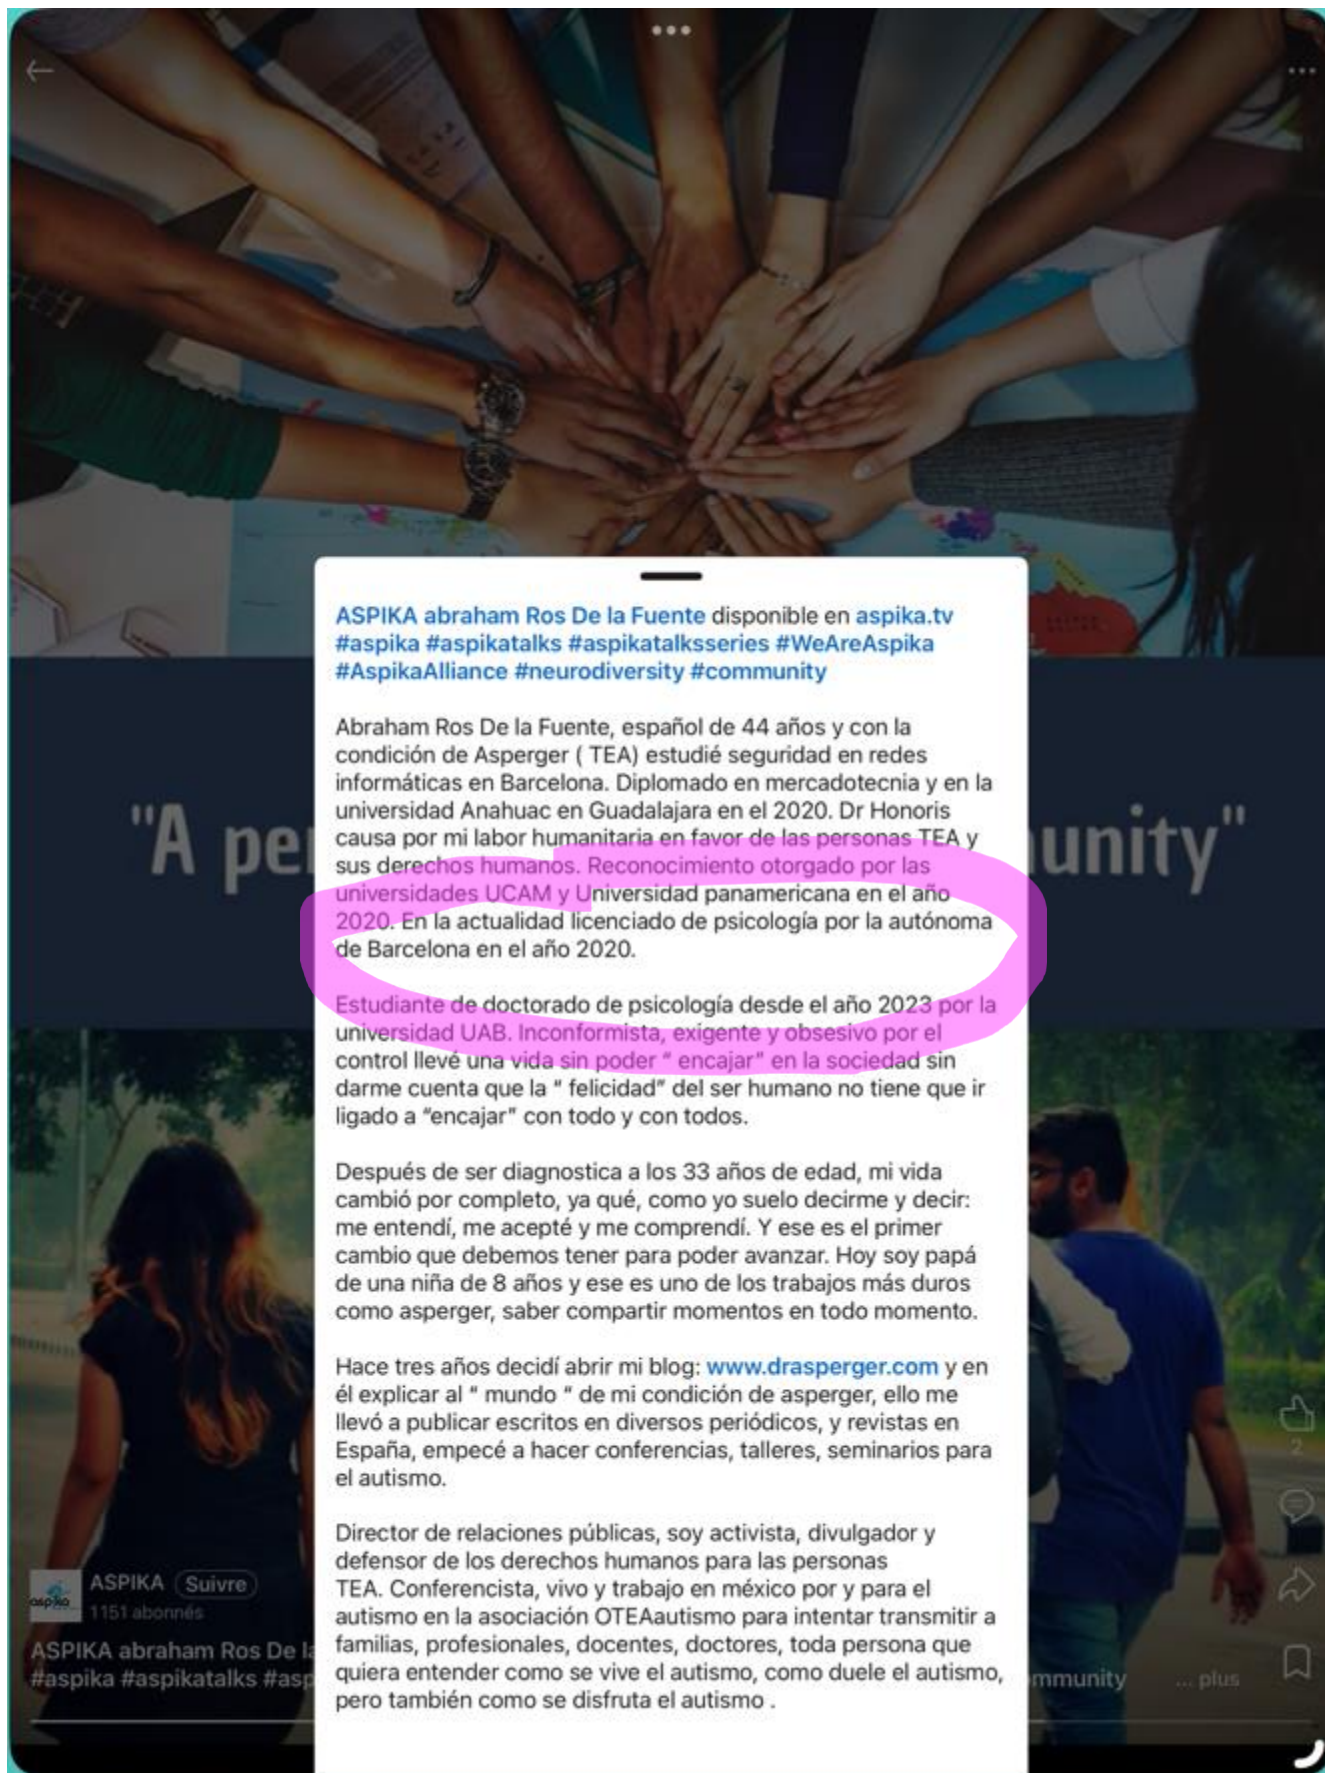 ASPIKA abraham Ros De la Fuente disponible en aspika.tv
#aspika #aspikatalks #aspikatalksseries #WeAreAspika
#AspikaAlliance #neurodiversity #community
Abraham Ros De la Fuente, español de 44 años y con la
condición de Asperger ( TEA) estudié seguridad en redes
informáticas en Barcelona. Diplomado en mercadotecnia y en la
universidad Anahuac en Guadalajara en el 2020. Dr Honoris
causa por mi labor humanitaria en favor de las personas TEA y
sus derechos humanos. Reconocimiento otorgado por las
universidades UCAM y Universidad panamericana en el año
2020. En la actualidad licenciado de psicología por la autónoma
de Barcelona en el año 2020.
Estudiante de doctorado de psicología desde el año 2023 por la
universidad UAB. Inconformista, exigente y obsesivo por el
control llevé una vida sin poder “ encajar” en la sociedad sin
darme cuenta que la “ felicidad” del ser humano no tiene que ir
ligado a “encajar” con todo y con todos.
Después de ser diagnostica a los 33 años de edad, mi vida
cambió por completo, ya qué, como yo suelo decirme y decir:
me entendí, me acepté y me comprendí. Y ese es el primer
cambio que debemos tener para poder avanzar. Hoy soy papá
de una niña de 8 años y ese es uno de los trabajos más duros
como asperger, saber compartir momentos en todo momento.
Hace tres años decidí abrir mi blog: www.drasperger.com y en
él explicar al “ mundo “ de mi condición de asperger, ello me
llevó a publicar escritos en diversos periódicos, y revistas en
España, empecé a hacer conferencias, talleres, seminarios para
el autismo.
Director de relaciones públicas, soy activista, divulgador y
defensor de los derechos humanos para las personas
TEA. Conferencista, vivo y trabajo en méxico por y para el
autismo en la asociación OTEAautismo para intentar transmitir a
familias, profesionales, docentes, doctores, toda persona que
quiera entender como se vive el autismo, como duele el autismo,
pero también como se disfruta el autismo .
"A pe unity"
2
aspika
ASPIKA Suivre
1151 abonnés
ASPIKA abraham Ros De la
#aspika #aspikatalks #asp mmunity ... plus